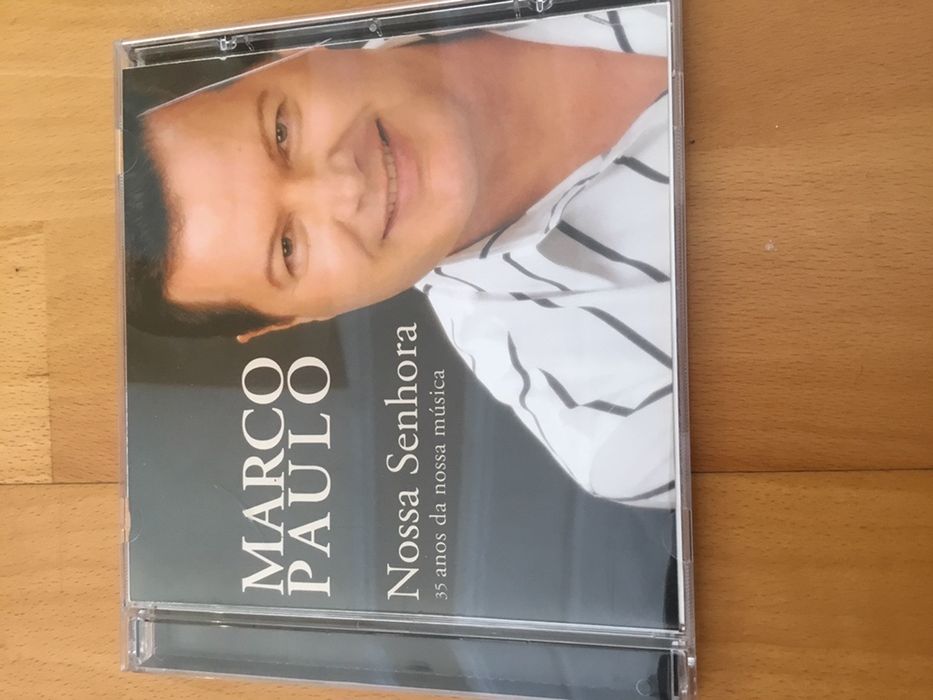 MARCO
PAULO
Nossa Senhora
35 anos da nossa música